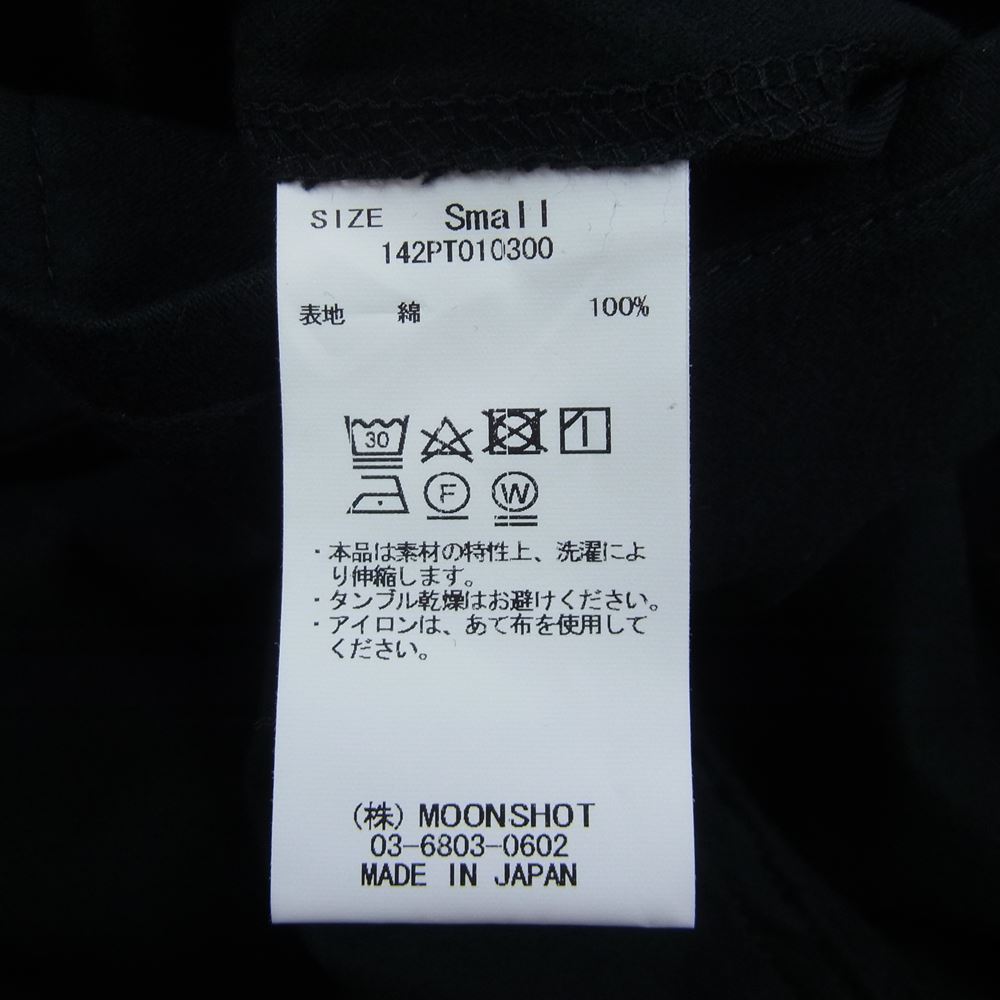 SIZE Small
142PT010300
表地 綿 100%
30
F W
・本品は素材の特性上、洗濯によ
り伸縮します。
・タンブル乾燥はお避けください。
・アイロンは、あて布を使用して
ください。
(株) MOONSHOT
03-6803-0602
MADE IN JAPAN